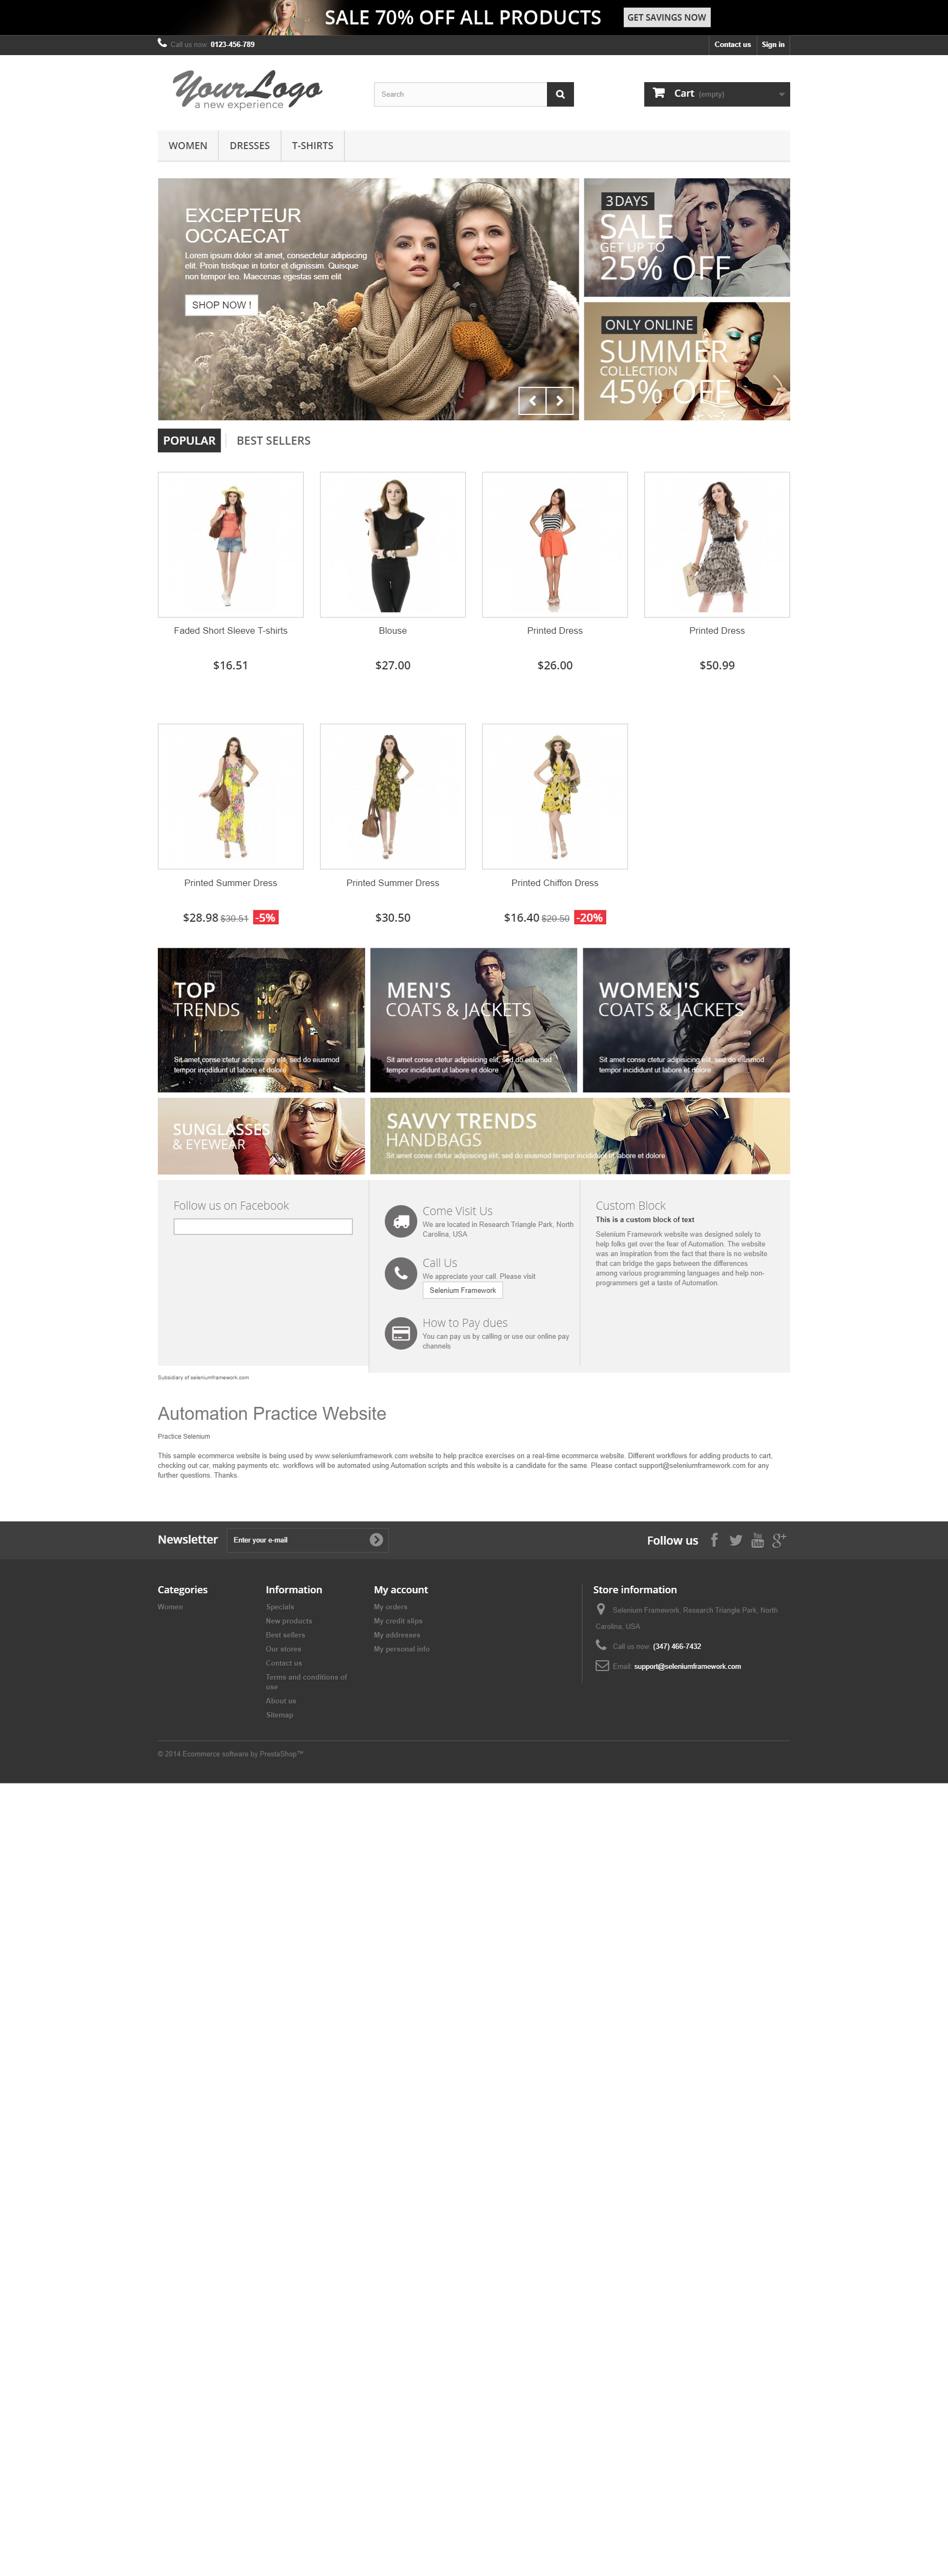 SALE 70% OFF ALL PRODUCTS
GET SAVINGS NOW
Call us now: 0123-456-789
Contact us
Sign in
YourLogo
a new experience
Search
Cart (empty)
WOMEN
DRESSES
T-SHIRTS
EXCEPTEUR
OCCAECAT
Lorem ipsum dolor sit amet, consectetur adipiscing
elit. Proin tristique in tortor et dignissim. Quisque
non tempor leo. Maecenas egestas sem elit
SHOP NOW !
3DAYS
SALE
GET UP TO
25% OFF
ONLY ONLINE
SUMMER
COLLECTION
45% OFF
POPULAR
BEST SELLERS
Faded Short Sleeve T-shirts
Blouse
Printed Dress
Printed Dress
$16.51
$27.00
$26.00
$50.99
Printed Summer Dress
Printed Summer Dress
Printed Chiffon Dress
$28.98 $30.51 -5%
$30.50
$16.40 $20.50 -20%
TOP
TRENDS
Sit amet conse ctetur adipisicing elit, sed do eiusmod
tempor incididunt ut labore et dolore
MEN'S
COATS & JACKETS
Sit amet conse ctetur adipisicing elit, sed do eiusmod
tempor incididunt ut labore et dolore
WOMEN'S
COATS & JACKETS
Sit amet conse ctetur adipisicing elit, sed do eiusmod
tempor incididunt ut labore et dolore
SUNGLASSES
& EYEWEAR
SAVVY TRENDS
HANDBAGS
Sit amet conse ctetur adipisicing elit, sed do eiusmod tempor incididunt ut labore et dolore
Follow us on Facebook
Come Visit Us
We are located in Research Triangle Park, North
Carolina, USA
Call Us
We appreciate your call. Please visit
Selenium Framework
How to Pay dues
You can pay us by calling or use our online pay
channels
Custom Block
This is a custom block of text
Selenium Framework website was designed solely to
help folks get over the fear of Automation. The website
was an inspiration from the fact that there is no website
that can bridge the gaps between the differences
among various programming languages and help non-
programmers get a taste of Automation.
Subsidiary of seleniumframework.com
Automation Practice Website
Practice Selenium
This sample ecommerce website is being used by www.seleniumframework.com website to help pracitce exercises on a real-time ecommerce website. Different workflows for adding products to cart,
checking out car, making payments etc. workflows will be automated using Automation scripts and this website is a candidate for the same. Please contact support@seleniumframework.com for any
further questions. Thanks.
Newsletter
Enter your e-mail
Follow us
Categories
Women
Information
Specials
New products
Best sellers
Our stores
Contact us
Terms and conditions of
use
About us
Sitemap
My account
My orders
My credit slips
My addresses
My personal info
Store information
Selenium Framework, Research Triangle Park, North
Carolina, USA
Call us now: (347) 466-7432
Email: support@seleniumframework.com
© 2014 Ecommerce software by PrestaShop™